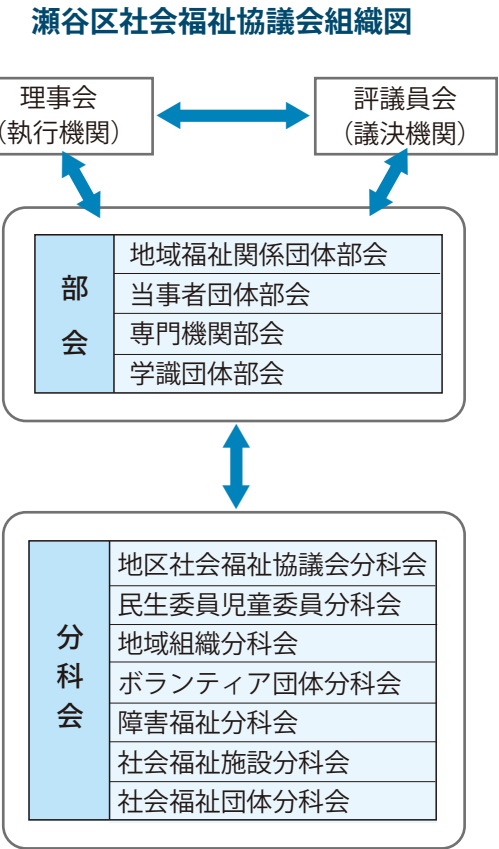 瀬谷区社会福祉協議会組織図
理事会
（執行機関）
評議員会
（議決機関）
部会
地域福祉関係団体部会
当事者団体部会
専門機関部会
学識団体部会
分科会
地区社会福祉協議会分科会
民生委員児童委員分科会
地域組織分科会
ボランティア団体分科会
障害福祉分科会
社会福祉施設分科会
社会福祉団体分科会